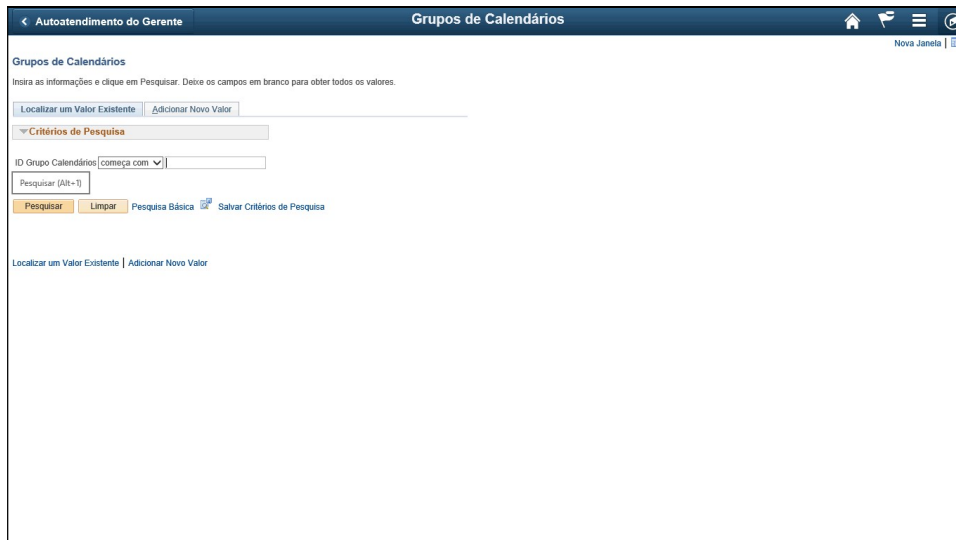 Autoatendimento do Gerente
Grupos de Calendários
Nova Janela |
Grupos de Calendários
Insira as informações e clique em Pesquisar. Deixe os campos em branco para obter todos os valores.
Localizar um Valor Existente Adicionar Novo Valor
Critérios de Pesquisa
ID Grupo Calendários começa com
Pesquisar (Alt+1)
Pesquisar Limpar Pesquisa Básica Salvar Critérios de Pesquisa
Localizar um Valor Existente | Adicionar Novo Valor